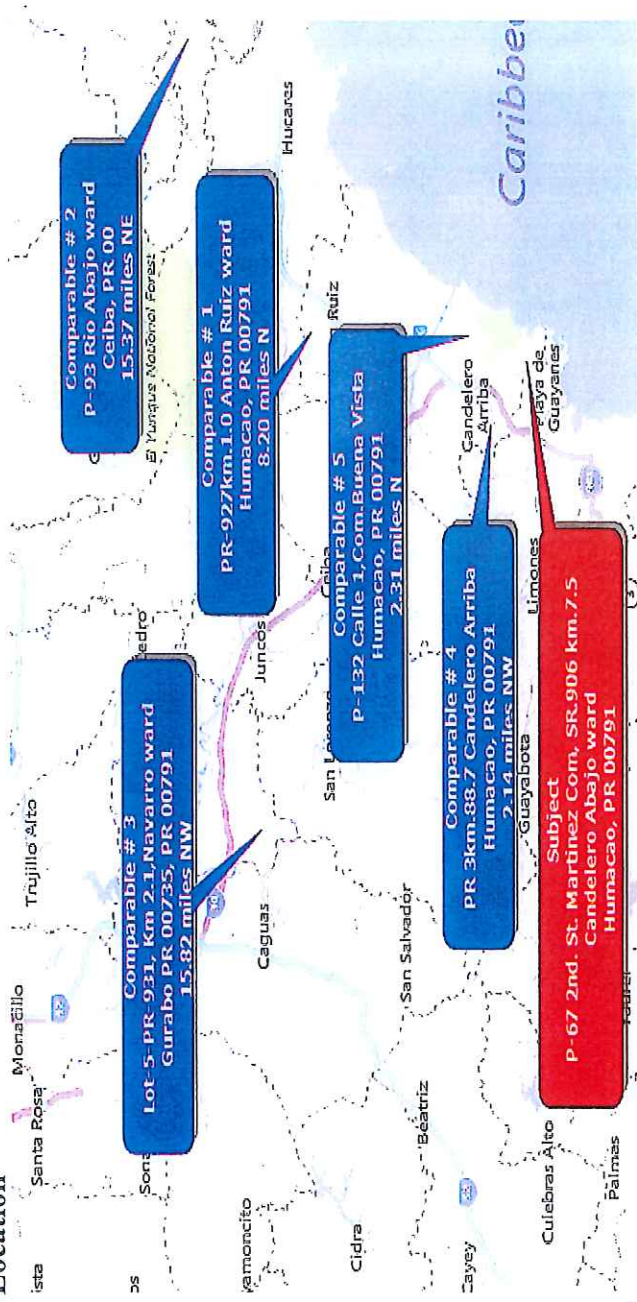 Location
Comparable # 2
P-93 Rio Abajo ward
Ceiba, PR 00
15.37 miles NE
Comparable # 1
PR-927km.1.0 Anton Ruiz ward
Humacao, PR 00791
8.20 miles N
Comparable # 3
Lot-5-PR-931, Km 2.1,Navarro ward
Gurabo PR 00735, PR 00791
15.82 miles NW
Comparable # 5
P-132 Calle 1,Com.Buena Vista
Humacao, PR 00791
2.31 miles N
Comparable # 4
PR 3km.88.7 Candelero Arriba
Humacao, PR 00791
2.14 miles NW
Subject
P-67 2nd. St. Martinez Com, SR.906 km.7.5
Candelero Abajo ward
Humacao, PR 00791
ista
Santa Rosa
Monacillo
Trujillo Alto
El Yunque National Forest
Hucares
Juncos
Ruiz
Caguas
30
Cidra
San Salvador
Candelero
Arriba
Playa de
Guayanes
Limones
Guayabota
Beatriz
Cayey
Culebras Alto
Palmas
Caribbe